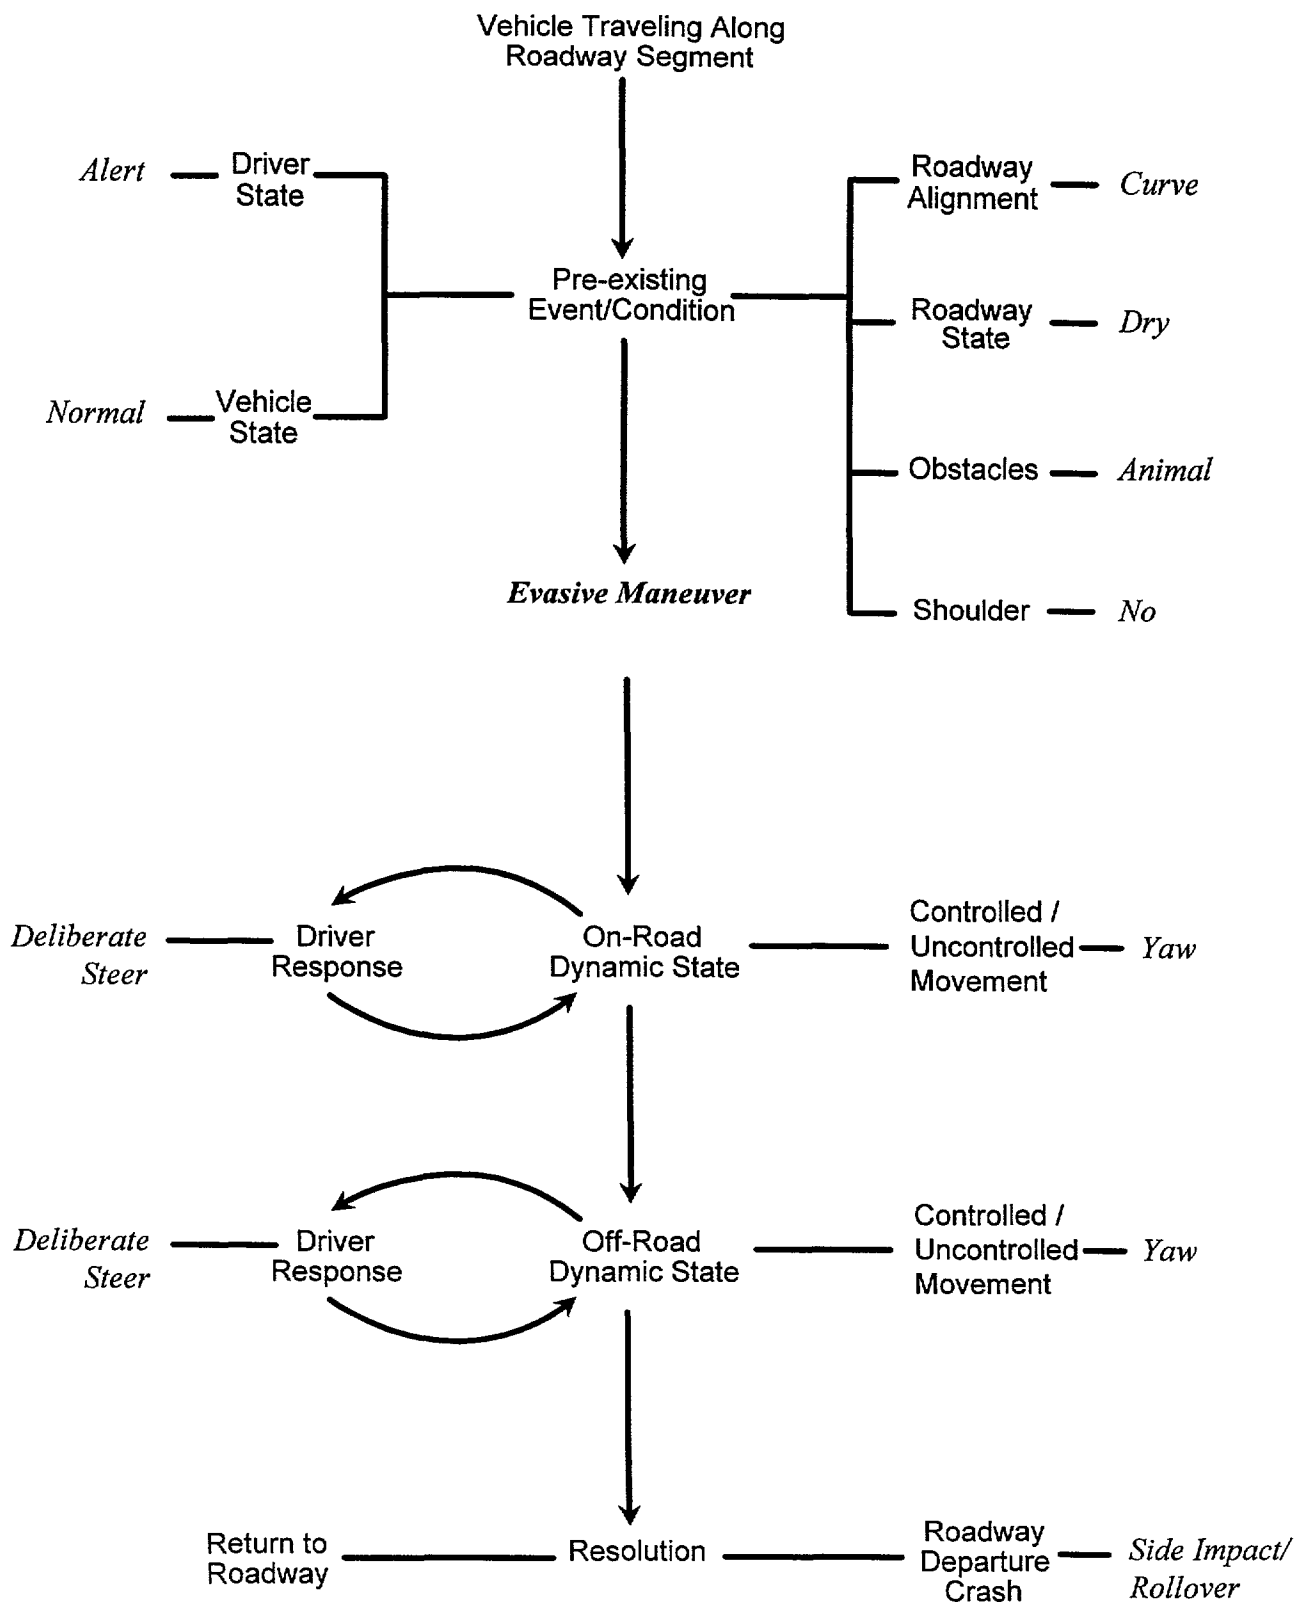 Vehicle Traveling Along
Roadway Segment
Alert
Driver
State
Roadway
Alignment
Curve
Pre-existing
Event/Condition
Roadway
State
Dry
Normal
Vehicle
State
Obstacles
Animal
Evasive Maneuver
Shoulder
No
Deliberate
Steer
Driver
Response
On-Road
Dynamic State
Controlled /
Uncontrolled
Movement
Yaw
Deliberate
Steer
Driver
Response
Off-Road
Dynamic State
Controlled /
Uncontrolled
Movement
Yaw
Return to
Roadway
Resolution
Roadway
Departure
Crash
Side Impact/
Rollover